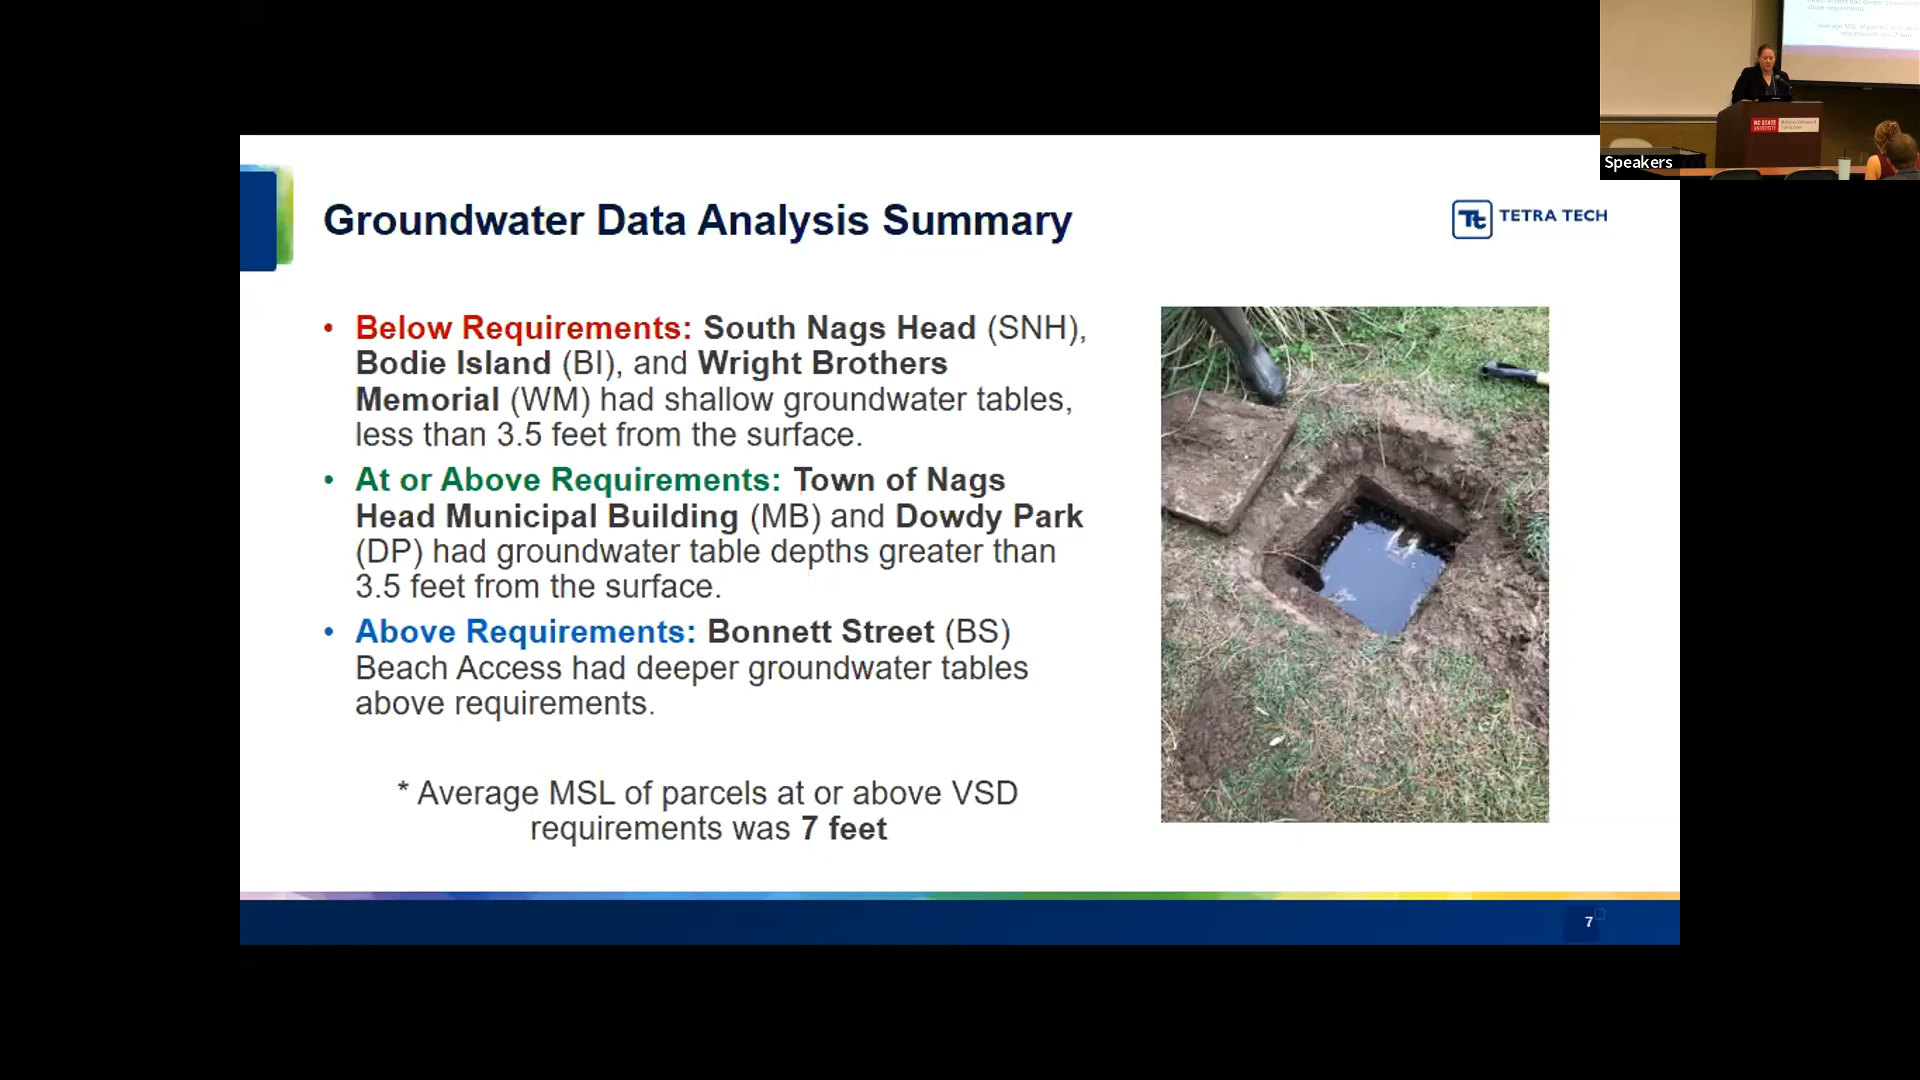 Speakers
NC STATE
UNIVERSITY
Groundwater Data Analysis Summary
TETRA TECH
• Below Requirements: South Nags Head (SNH),
Bodie Island (BI), and Wright Brothers
Memorial (WM) had shallow groundwater tables,
less than 3.5 feet from the surface.
• At or Above Requirements: Town of Nags
Head Municipal Building (MB) and Dowdy Park
(DP) had groundwater table depths greater than
3.5 feet from the surface.
• Above Requirements: Bonnett Street (BS)
Beach Access had deeper groundwater tables
above requirements.
* Average MSL of parcels at or above VSD
requirements was 7 feet
7